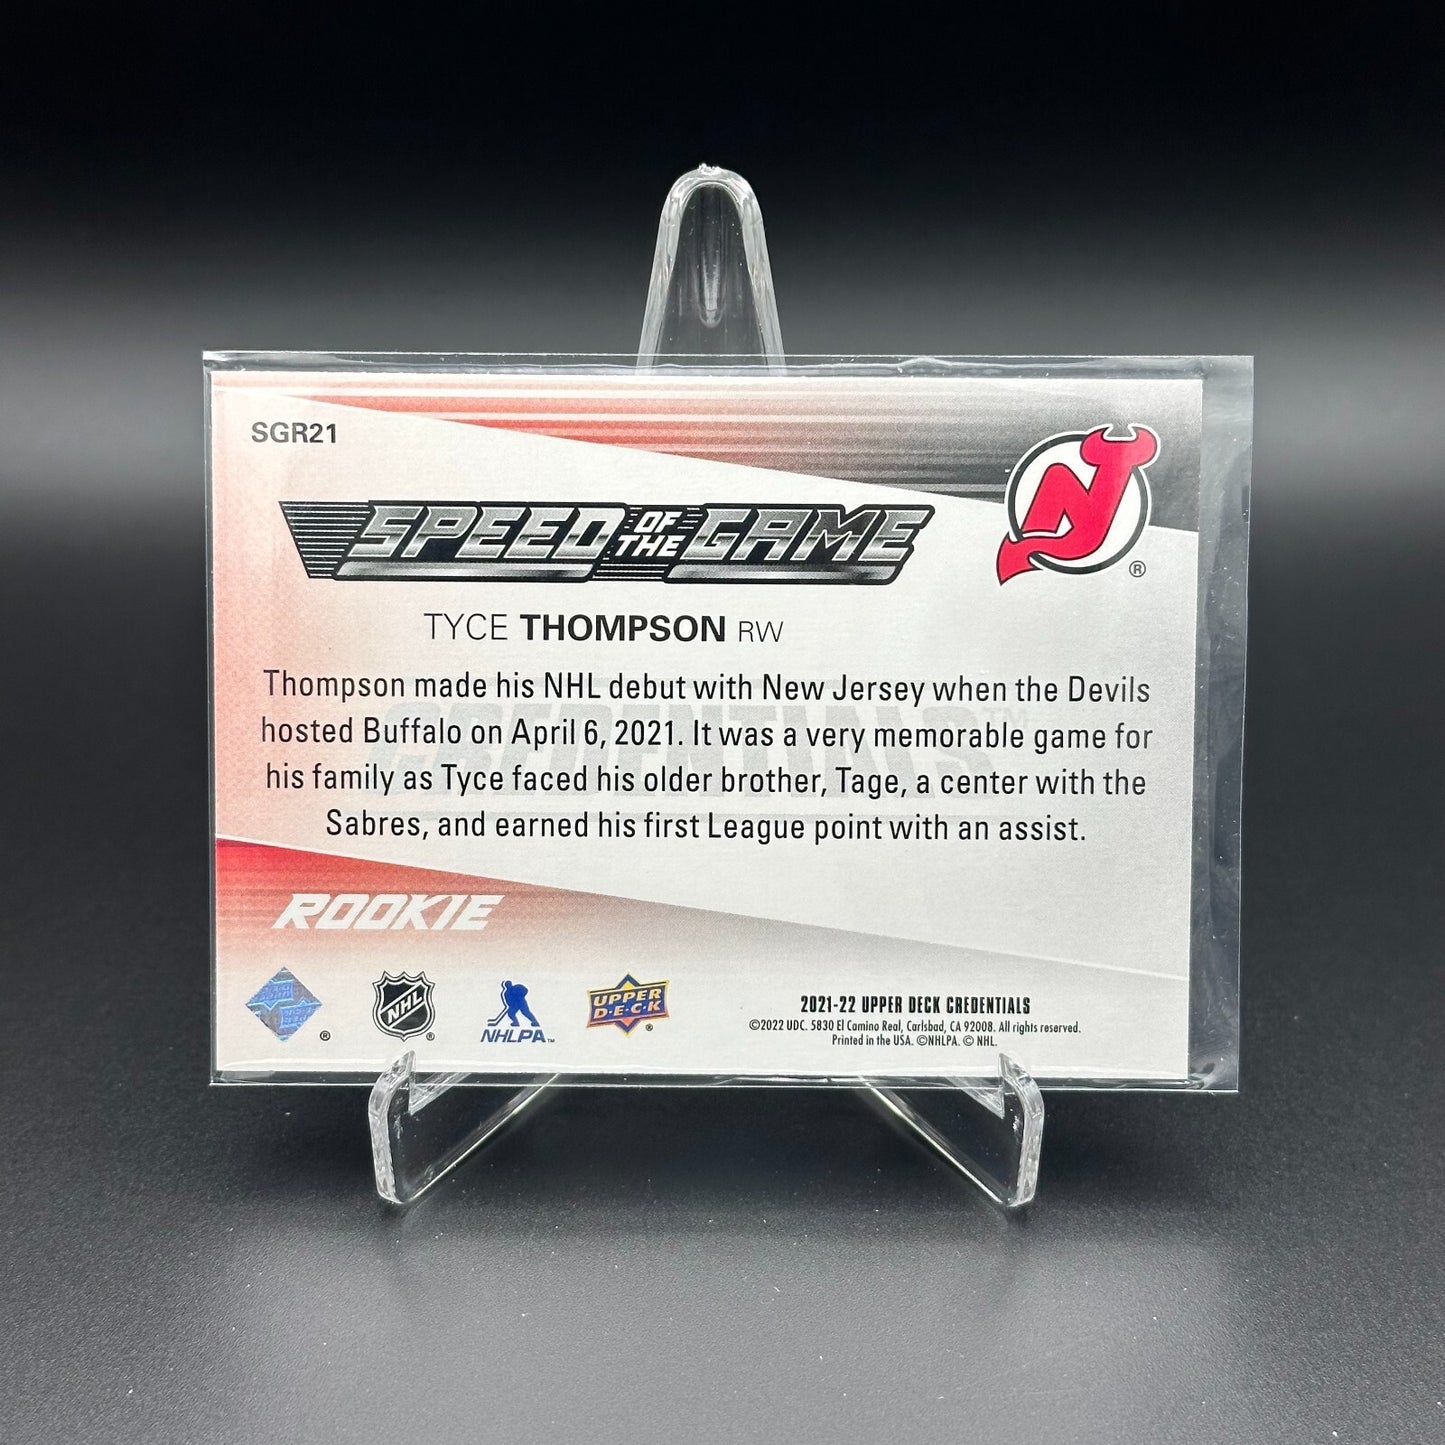 SGR21
SPEED OF THE GAME
TYCE THOMPSON RW
Thompson made his NHL debut with New Jersey when the Devils
hosted Buffalo on April 6, 2021. It was a very memorable game for
his family as Tyce faced his older brother, Tage, a center with the
Sabres, and earned his first League point with an assist.
CREDENTIALS™
ROOKIE
®
NHL
®
NHLPA™
UPPER
D·E·C·K
®
2021-22 UPPER DECK CREDENTIALS
©2022 UDC. 5830 El Camino Real, Carlsbad, CA 92008. All rights reserved.
Printed in the USA. ©NHLPA. © NHL.
NJ
®